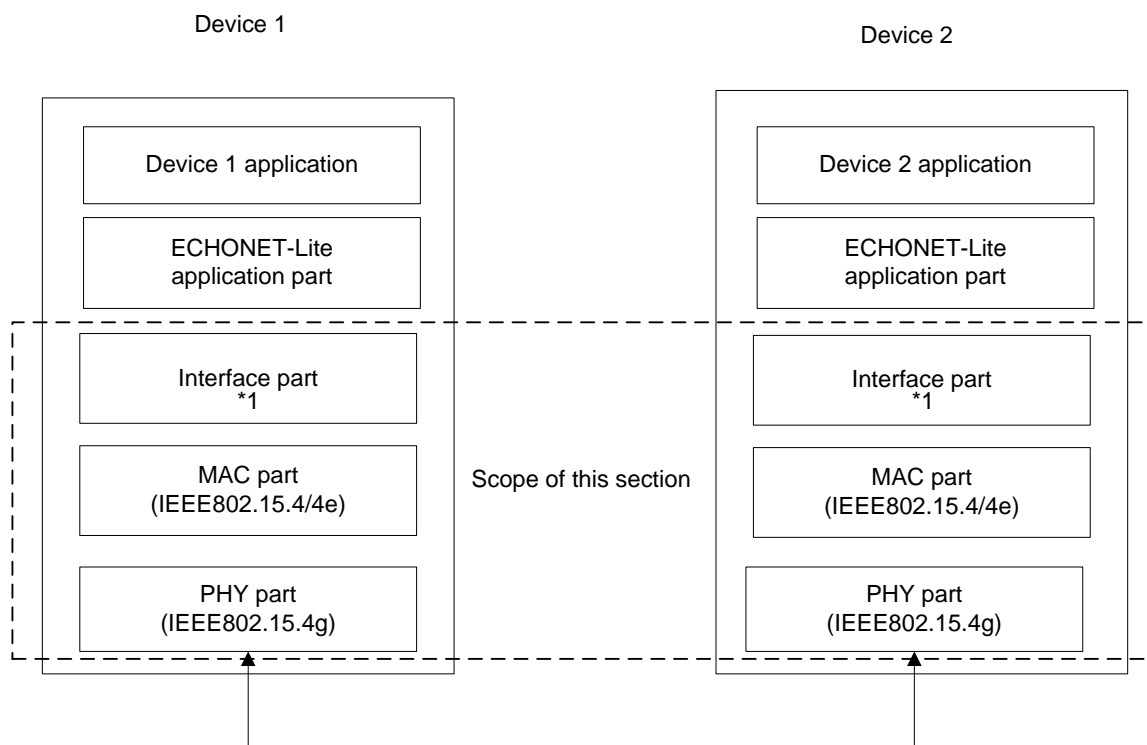 Device 1
Device 2
Device 1 application
Device 2 application
ECHONET-Lite
application part
ECHONET-Lite
application part
Interface part
*1
Interface part
*1
MAC part
(IEEE802.15.4/4e)
Scope of this section
MAC part
(IEEE802.15.4/4e)
PHY part
(IEEE802.15.4g)
PHY part
(IEEE802.15.4g)